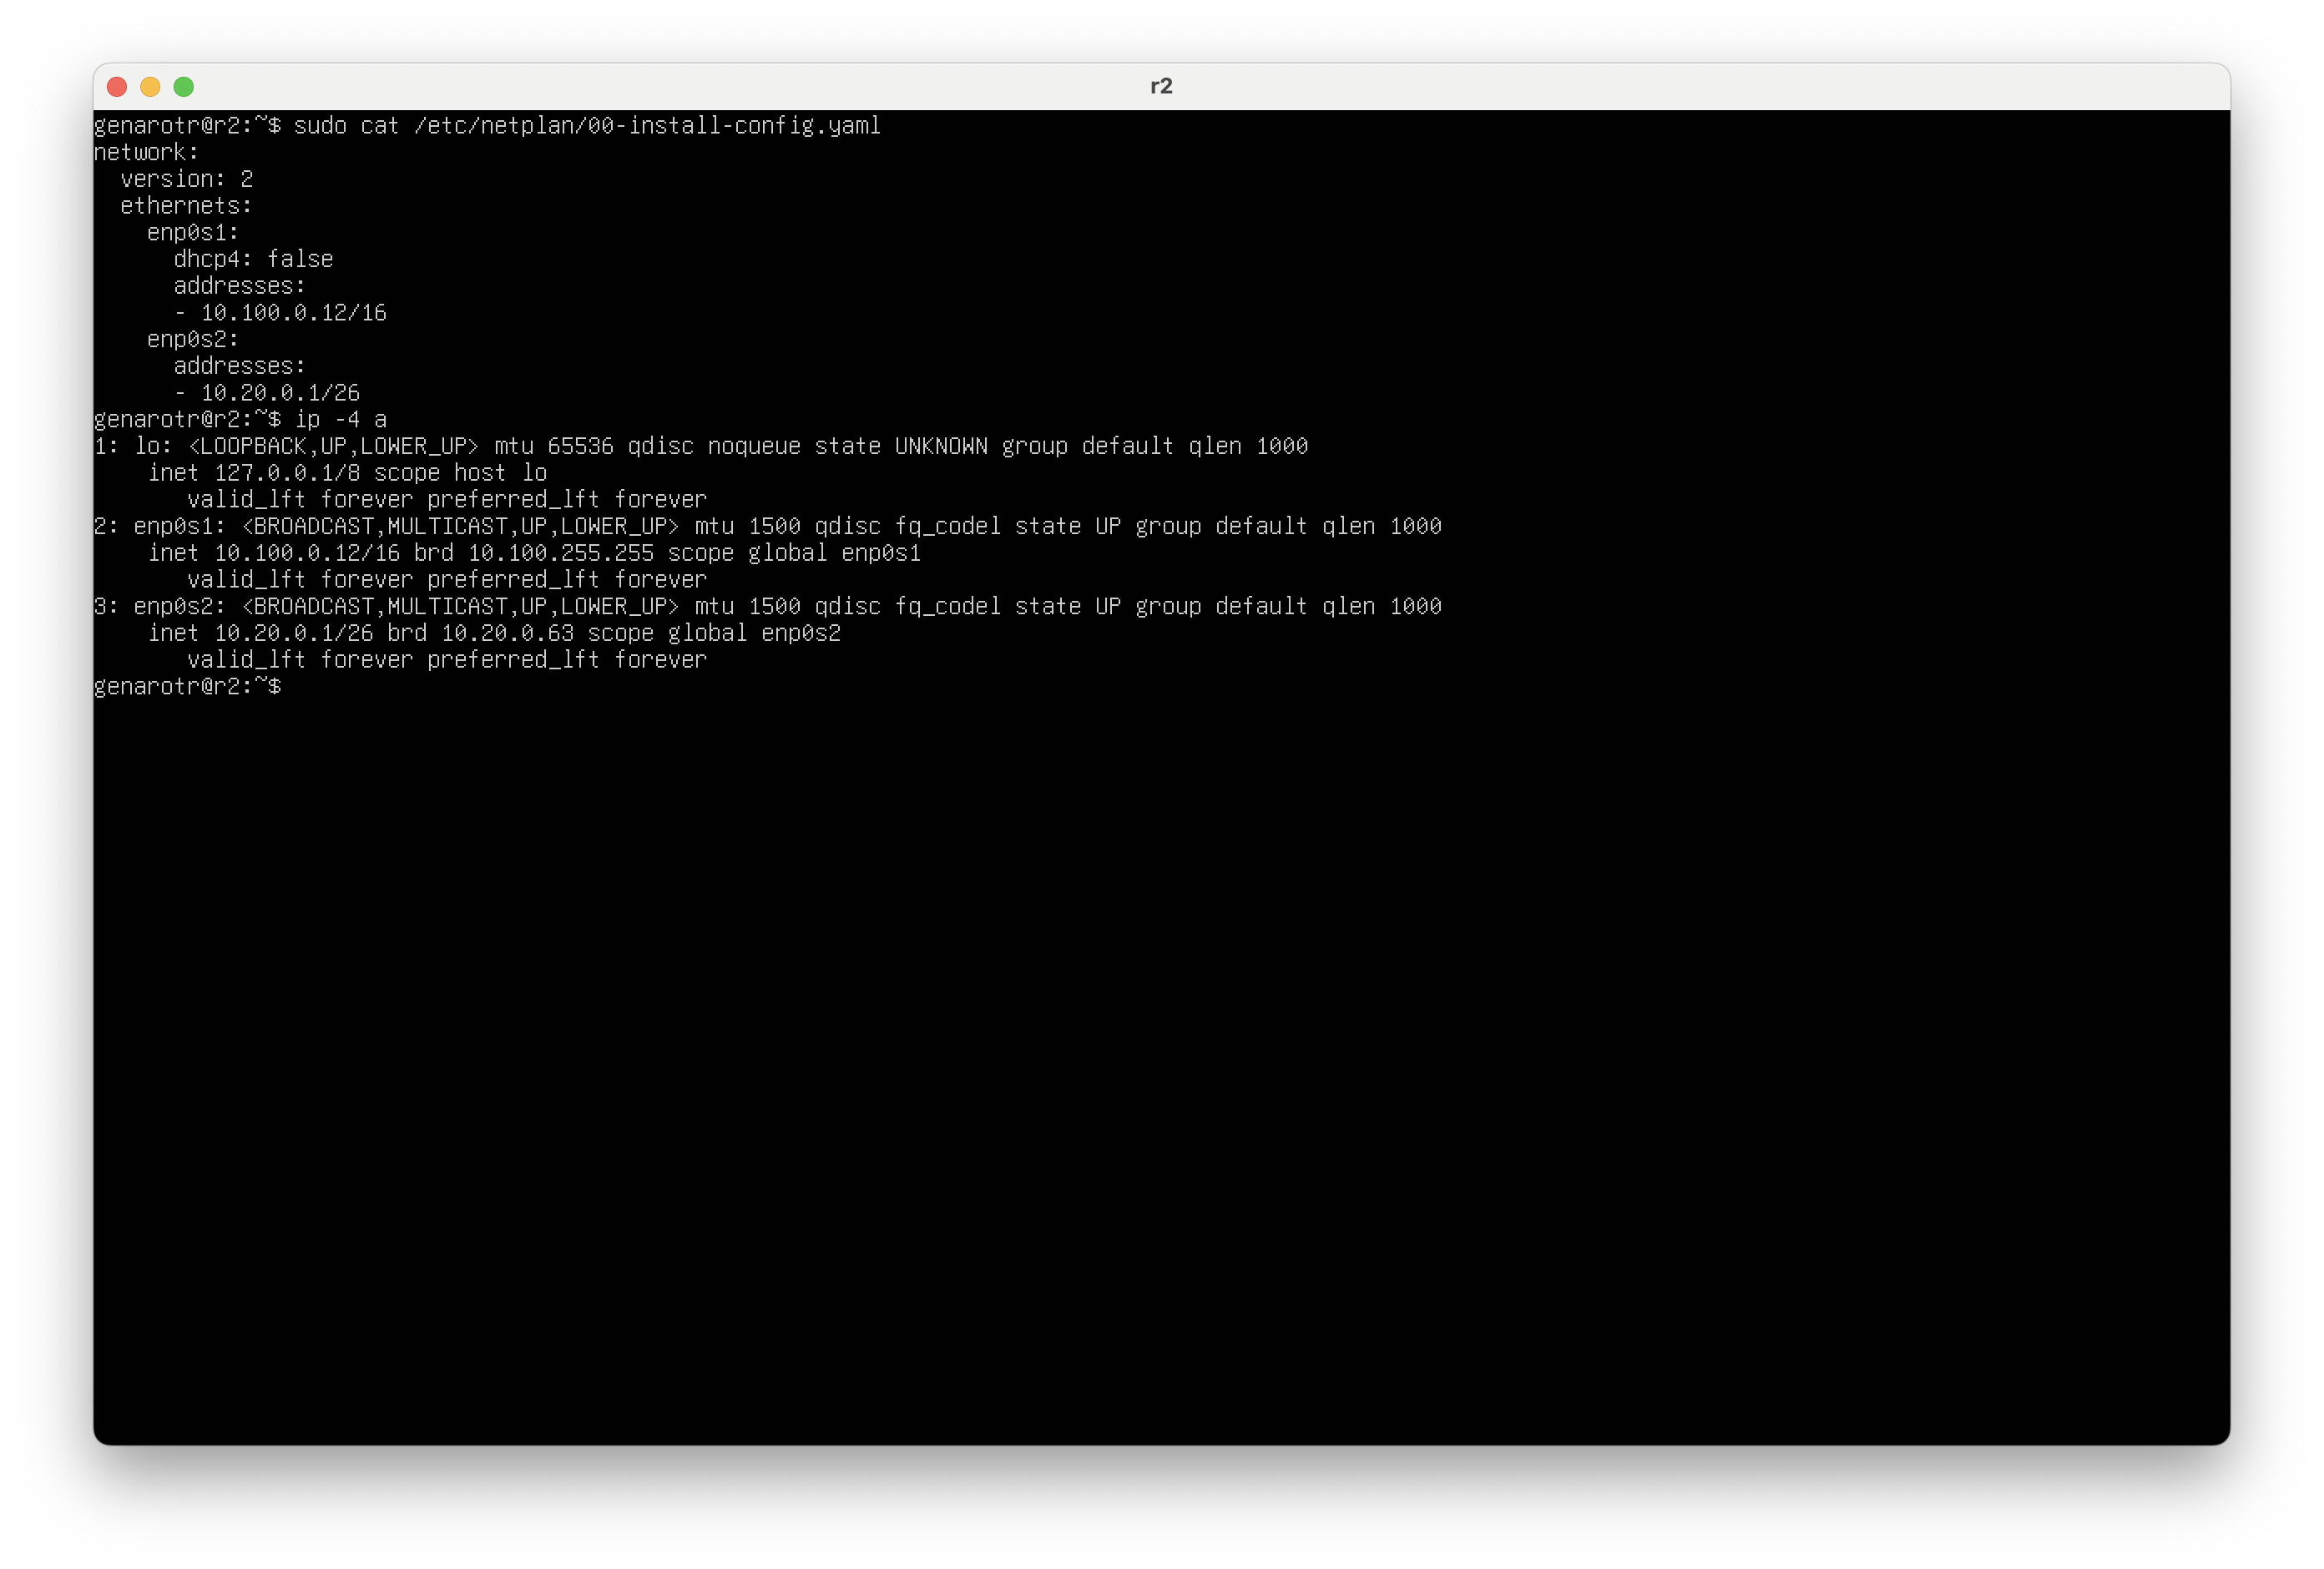 r2
genarotr@r2:~$ sudo cat /etc/netplan/00-install-config.yaml
network:
  version: 2
  ethernets:
    enp0s1:
      dhcp4: false
      addresses:
      - 10.100.0.12/16
    enp0s2:
      addresses:
      - 10.20.0.1/26
genarotr@r2:~$ ip -4 a
1: lo: <LOOPBACK,UP,LOWER_UP> mtu 65536 qdisc noqueue state UNKNOWN group default qlen 1000
    inet 127.0.0.1/8 scope host lo
       valid_lft forever preferred_lft forever
2: enp0s1: <BROADCAST,MULTICAST,UP,LOWER_UP> mtu 1500 qdisc fq_codel state UP group default qlen 1000
    inet 10.100.0.12/16 brd 10.100.255.255 scope global enp0s1
       valid_lft forever preferred_lft forever
3: enp0s2: <BROADCAST,MULTICAST,UP,LOWER_UP> mtu 1500 qdisc fq_codel state UP group default qlen 1000
    inet 10.20.0.1/26 brd 10.20.0.63 scope global enp0s2
       valid_lft forever preferred_lft forever
genarotr@r2:~$